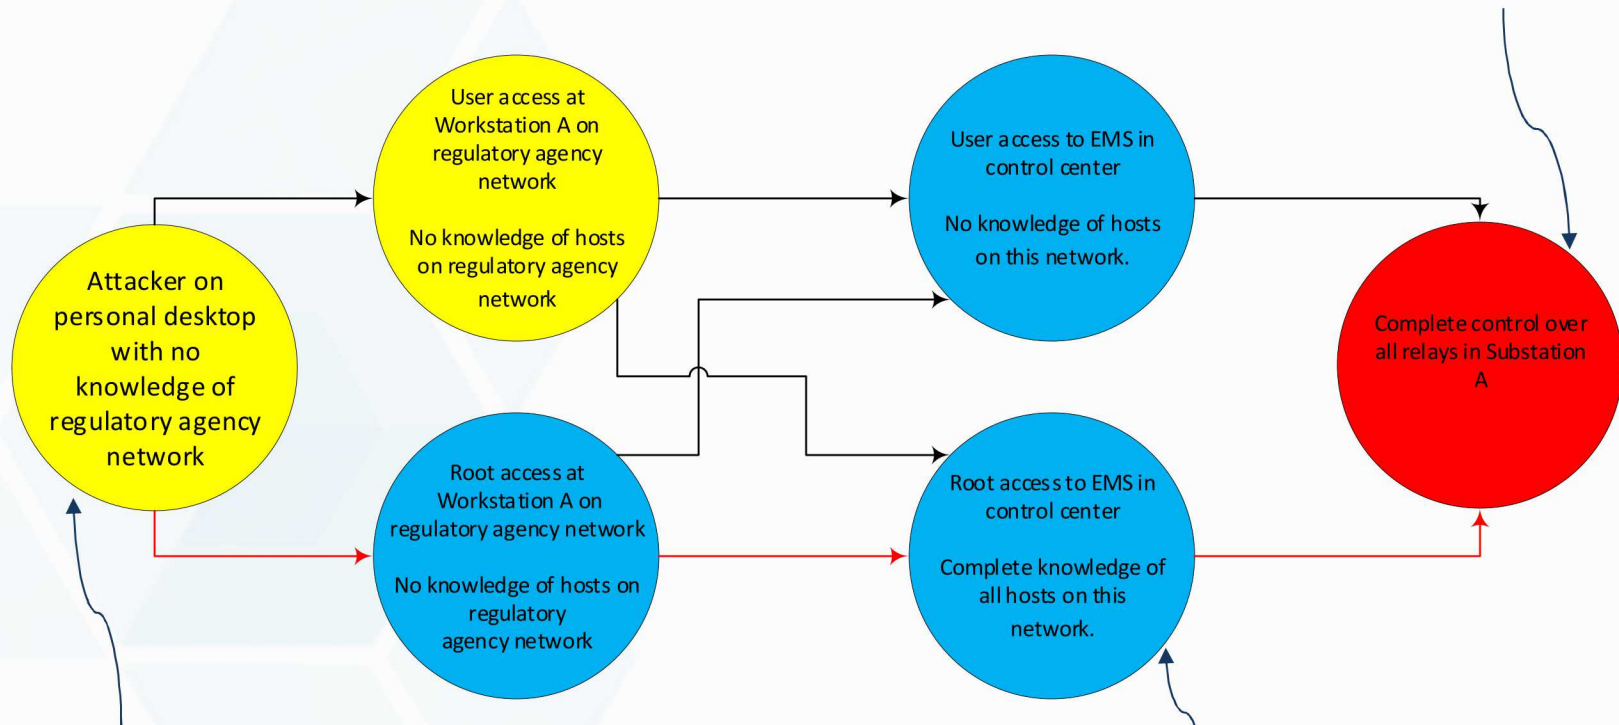 Attacker on
personal desktop
with no
knowledge of
regulatory agency
network
User access at
Workstation A on
regulatory agency
network
No knowledge of hosts
on regulatory agency
network
Root access at
Workstation A on
regulatory agency network
No knowledge of hosts on
regulatory
agency network
User access to EMS in
control center
No knowledge of hosts
on this network.
Root access to EMS in
control center
Complete knowledge of
all hosts on this
network.
Complete control over
all relays in Substation
A